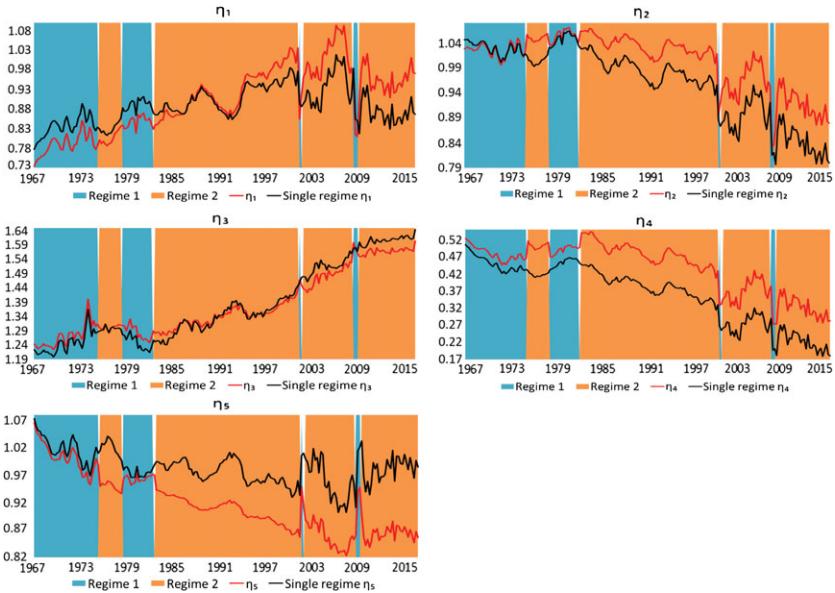 η₁
1.08
1.03
0.98
0.93
0.88
0.83
0.78
0.73
1967 1973 1979 1985 1991 1997 2003 2009 2015
Regime 1 Regime 2 η₁ Single regime η₁
η₂
1.04
0.99
0.94
0.89
0.84
0.79
1967 1973 1979 1985 1991 1997 2003 2009 2015
Regime 1 Regime 2 η₂ Single regime η₂
η₃
1.64
1.59
1.54
1.49
1.44
1.39
1.34
1.29
1.24
1.19
1967 1973 1979 1985 1991 1997 2003 2009 2015
Regime 1 Regime 2 η₃ Single regime η₃
η₄
0.52
0.47
0.42
0.37
0.32
0.27
0.22
0.17
1967 1973 1979 1985 1991 1997 2003 2009 2015
Regime 1 Regime 2 η₄ Single regime η₄
η₅
1.07
1.02
0.97
0.92
0.87
0.82
1967 1973 1979 1985 1991 1997 2003 2009 2015
Regime 1 Regime 2 η₅ Single regime η₅